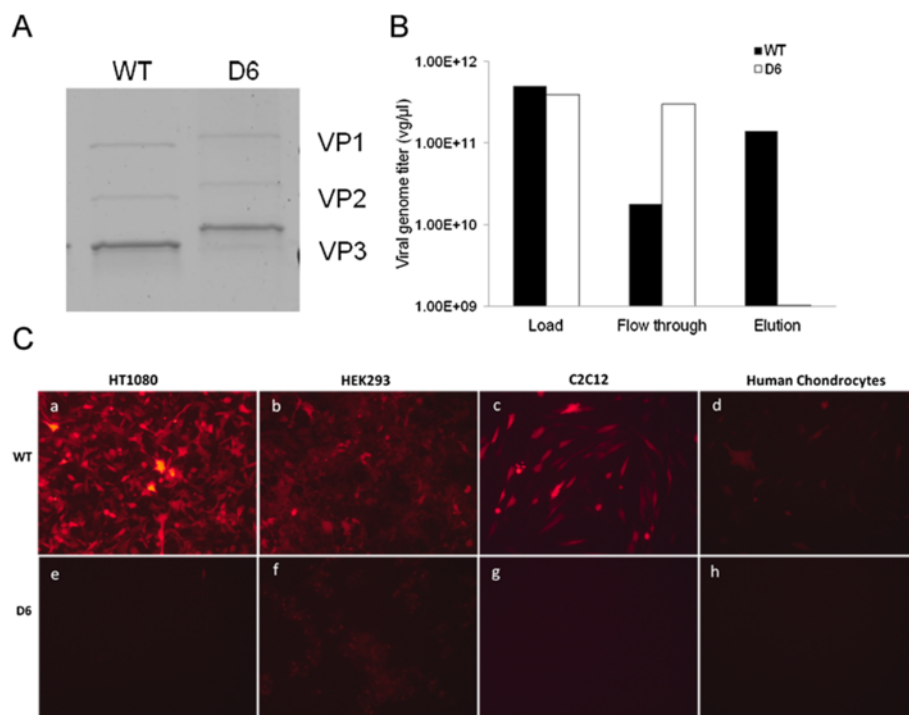 A
WT D6
VP1
VP2
VP3
B
WT
D6
Viral genome titer (vg/µl)
1.00E+12
1.00E+11
1.00E+10
1.00E+09
Load Flow through Elution
C
HT1080 HEK293 C2C12 Human Chondrocytes
WT
a b c d
D6
e f g h